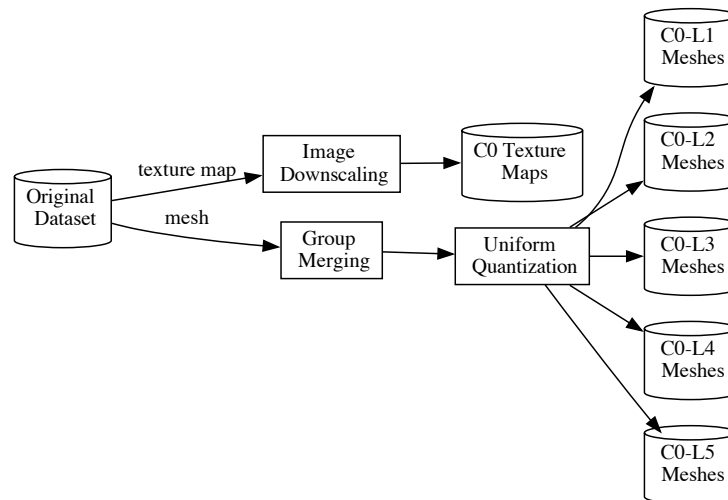 Original
Dataset
texture map
mesh
Image
Downscaling
Group
Merging
C0 Texture
Maps
Uniform
Quantization
C0-L1
Meshes
C0-L2
Meshes
C0-L3
Meshes
C0-L4
Meshes
C0-L5
Meshes